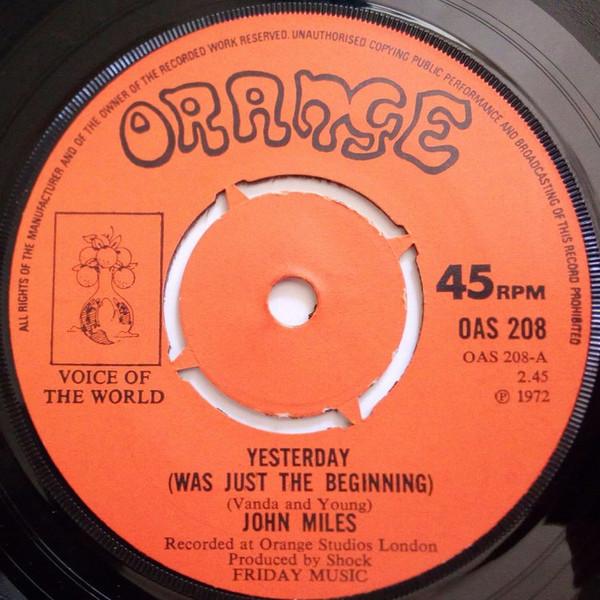 ALL RIGHTS OF THE MANUFACTURER AND OF THE OWNER OF THE RECORDED WORK RESERVED. UNAUTHORISED COPYING PUBLIC PERFORMANCE AND BROADCASTING OF THIS RECORD PROHIBITED
ORANGE
45 RPM
OAS 208
OAS 208-A
2.45
℗ 1972
VOICE OF
THE WORLD
YESTERDAY
(WAS JUST THE BEGINNING)
(Vanda and Young)
JOHN MILES
Recorded at Orange Studios London
Produced by Shock
FRIDAY MUSIC